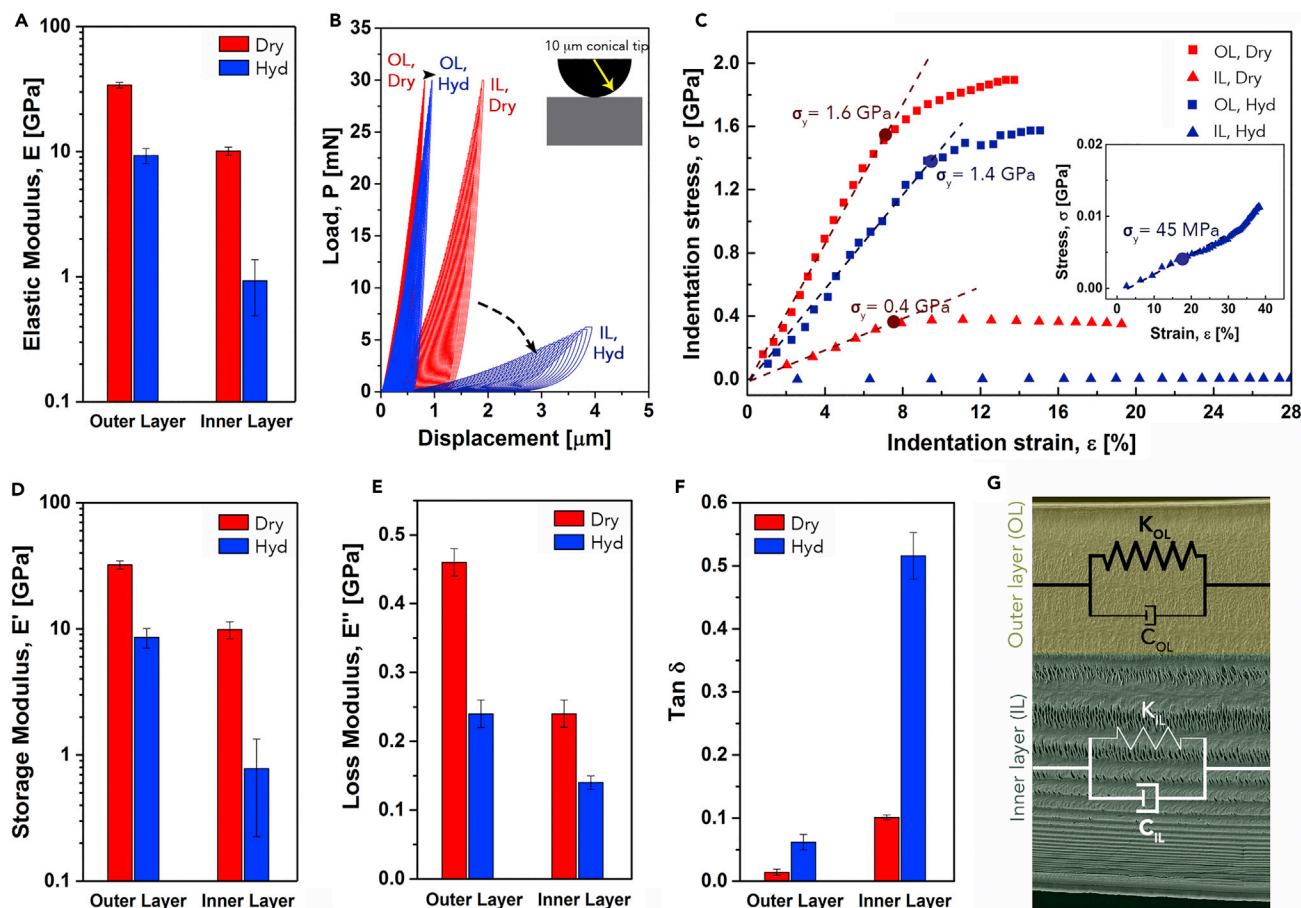 A
Elastic Modulus, E [GPa]
100
10
1
0.1
Dry
Hyd
Outer Layer
Inner Layer
B
Load, P [mN]
35
30
25
20
15
10
5
0
OL,
Dry
OL,
Hyd
IL,
Dry
IL,
Hyd
10 μm conical tip
0
1
2
3
4
5
Displacement [μm]
C
Indentation stress, σ [GPa]
2.0
1.6
1.2
0.8
0.4
0.0
σy= 1.6 GPa
σy= 1.4 GPa
σy= 0.4 GPa
OL, Dry
IL, Dry
OL, Hyd
IL, Hyd
Stress, σ [GPa]
0.01
0.00
σy= 45 MPa
0
10
20
30
40
Strain, ε [%]
0
4
8
12
16
20
24
28
Indentation strain, ε [%]
D
Storage Modulus, E' [GPa]
100
10
1
0.1
Dry
Hyd
Outer Layer
Inner Layer
E
Loss Modulus, E'' [GPa]
0.5
0.4
0.3
0.2
0.1
0.0
Dry
Hyd
Outer Layer
Inner Layer
F
Tan δ
0.6
0.5
0.4
0.3
0.2
0.1
0.0
Dry
Hyd
Outer Layer
Inner Layer
G
Outer layer (OL)
Inner layer (IL)
KOL
COL
KIL
CIL